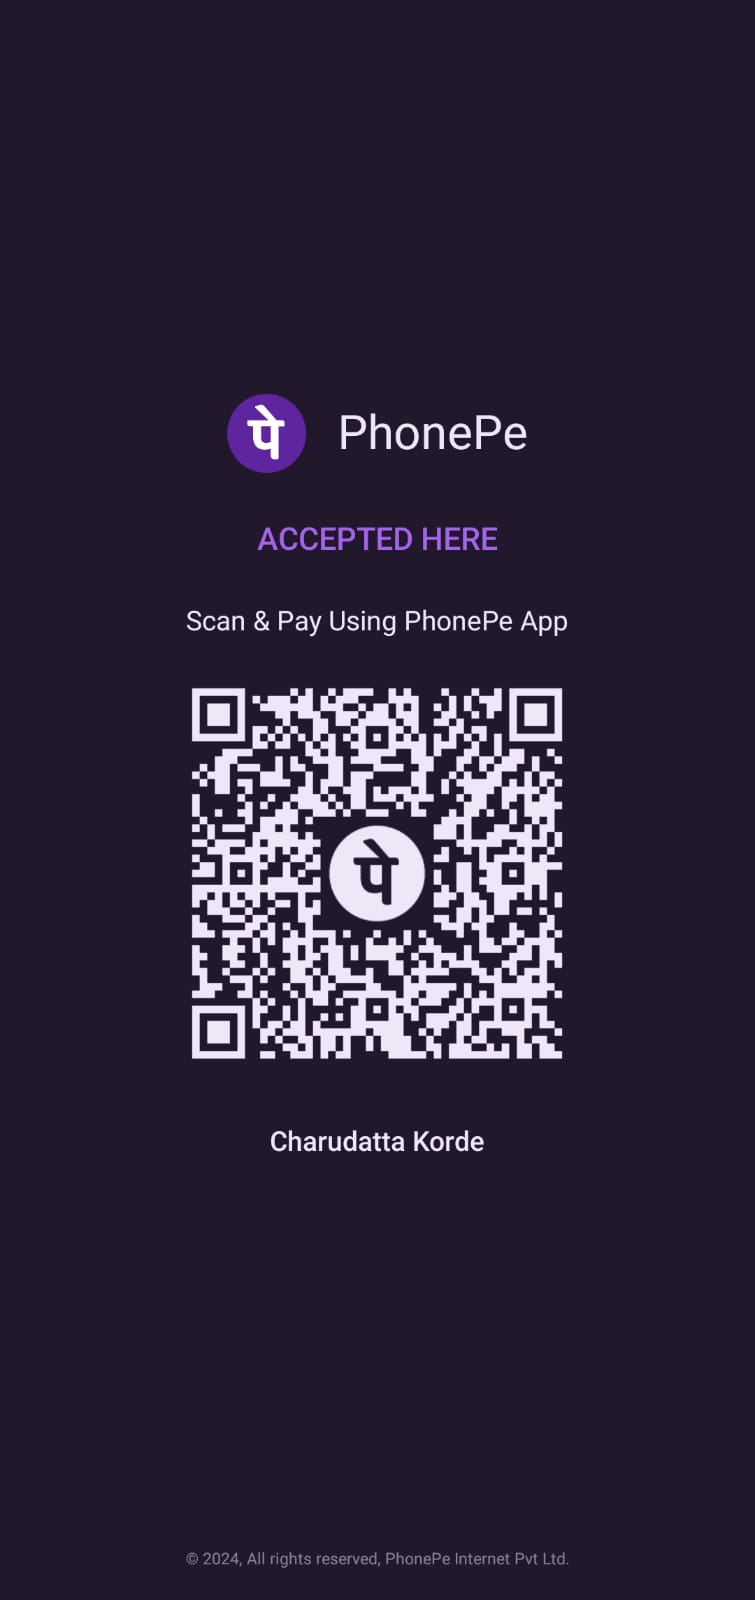 पे PhonePe
ACCEPTED HERE
Scan & Pay Using PhonePe App
पे
Charudatta Korde
© 2024, All rights reserved, PhonePe Internet Pvt Ltd.